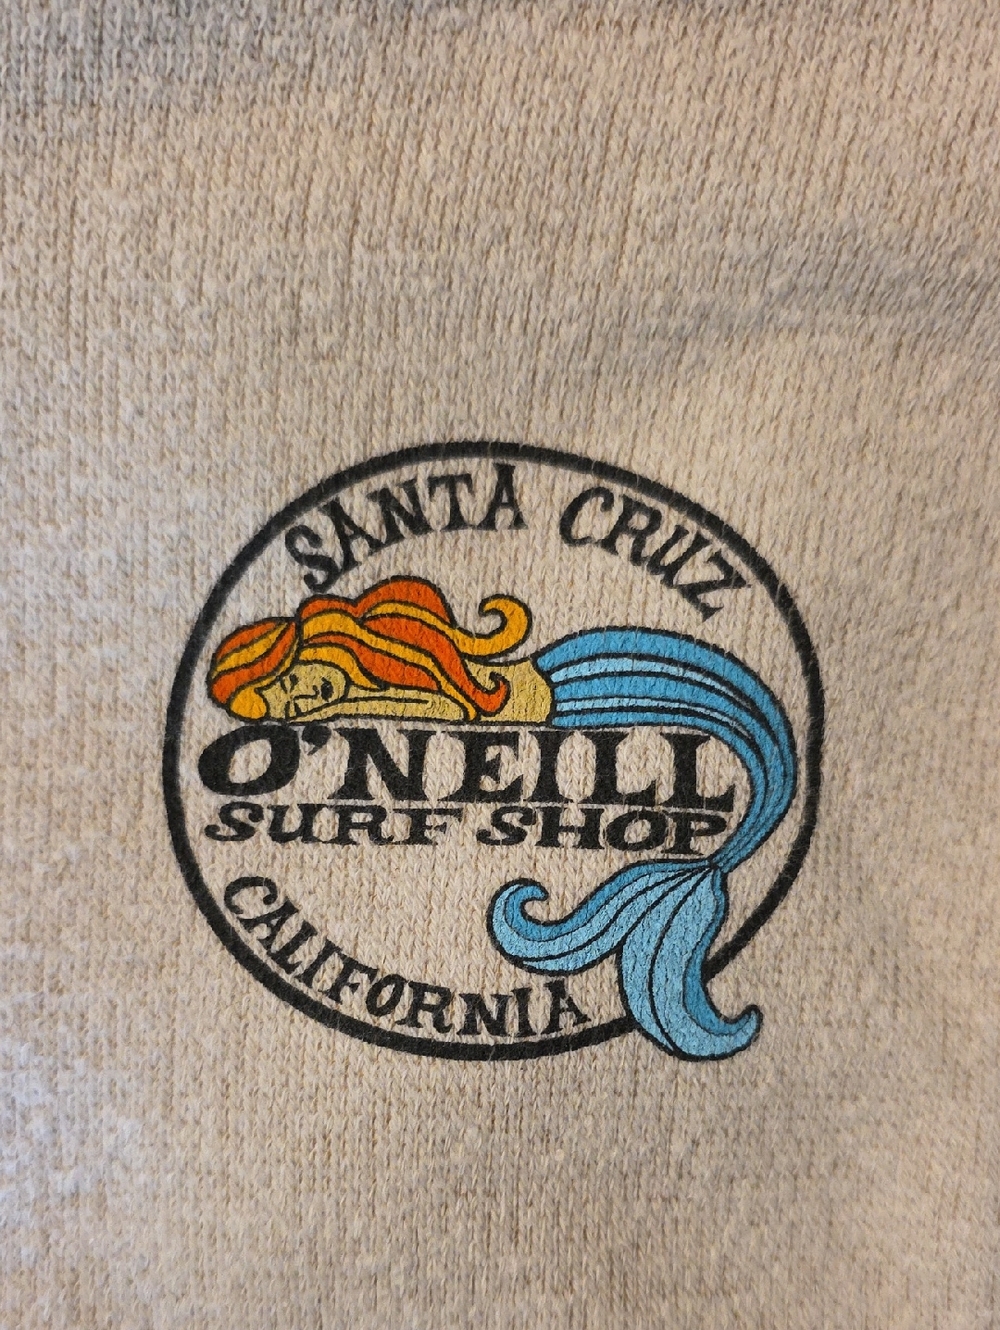 SANTA CRUZ
O'NEILL
SURF SHOP
CALIFORNIA